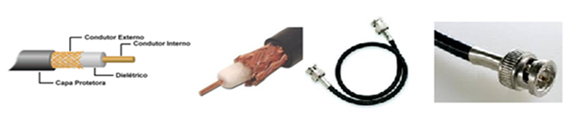 Condutor Externo
Condutor Interno
Dielétrico
Capa Protetora